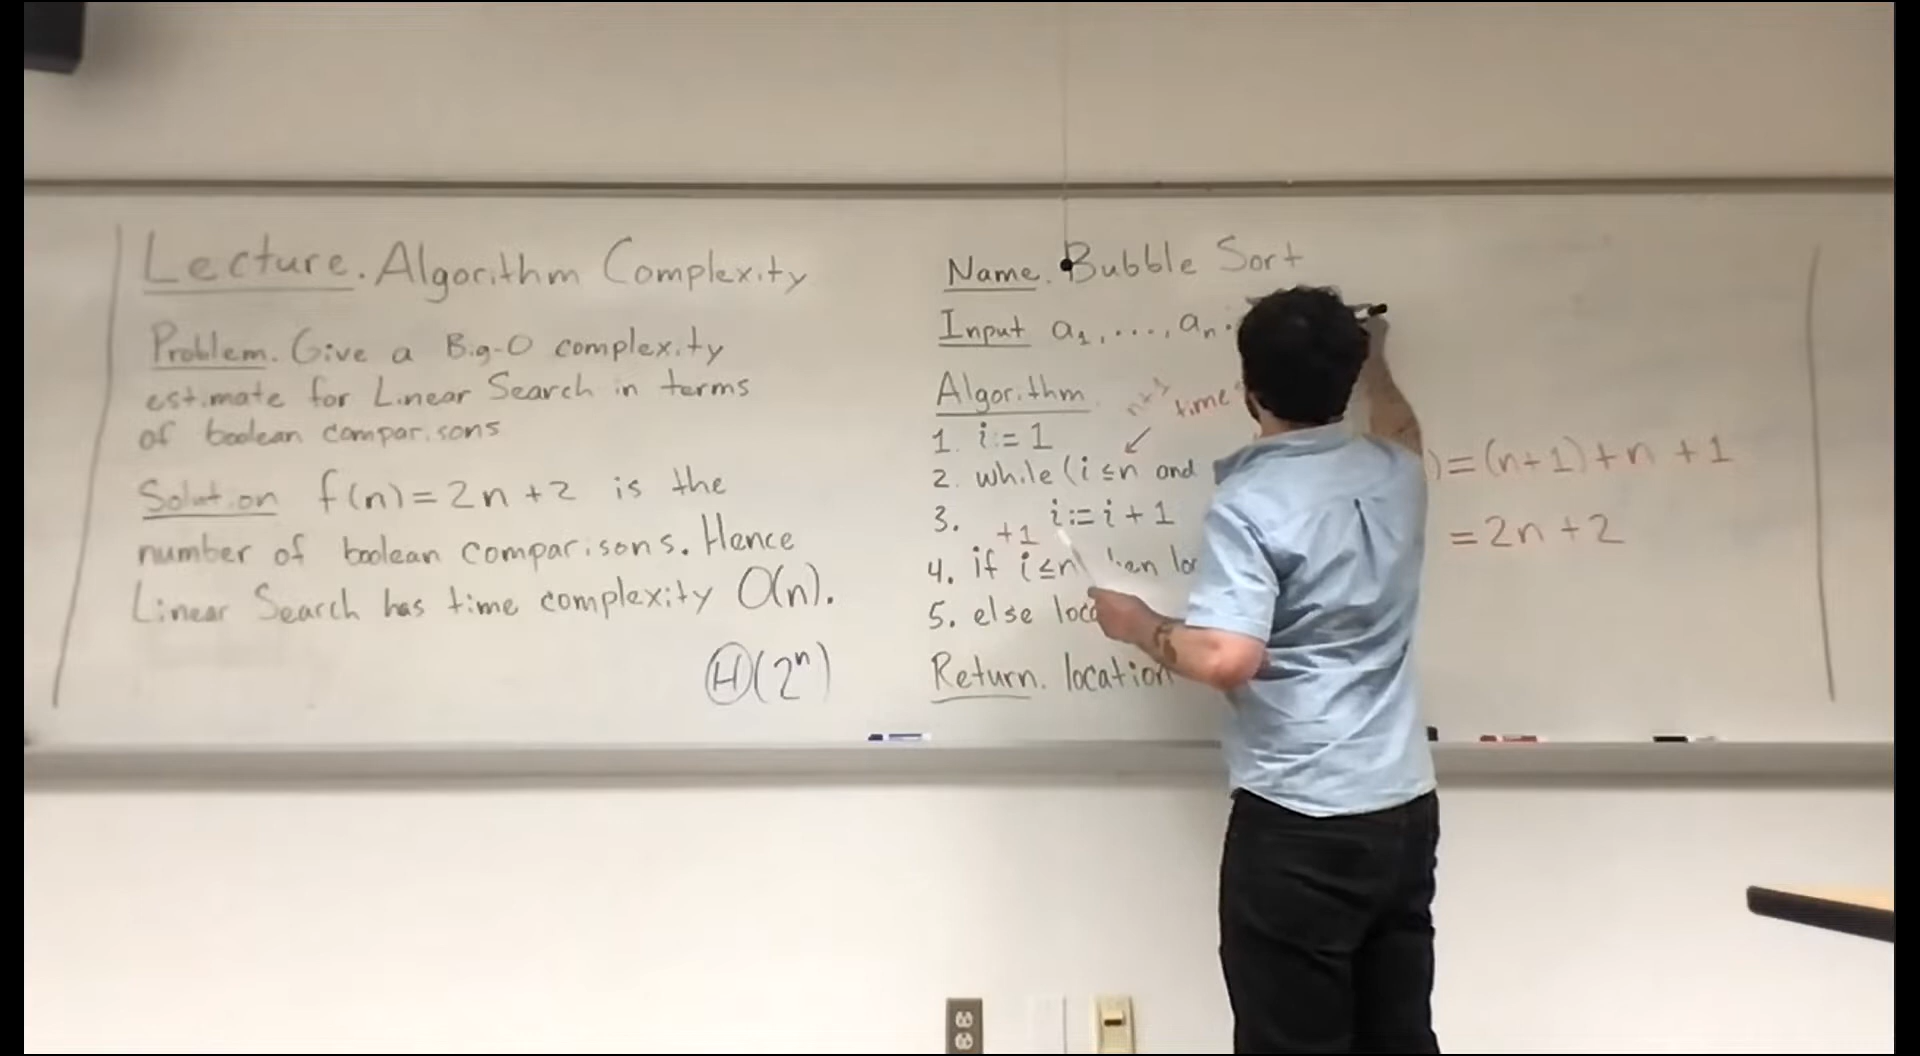 Lecture. Algorithm Complexity
Problem. Give a Big-O complexity
estimate for Linear Search in terms
of boolean comparisons
Solution f(n) = 2n + 2 is the
number of boolean comparisons. Hence
Linear Search has time complexity O(n).
Ⓗ(2ⁿ)
Name. Bubble Sort
Input a₁, ..., aₙ
Algorithm.
n+1 time
1. i := 1
2. while (i ≤ n and
3. i := i + 1
+1
4. if i ≤ n
5. else
Return. location
) = (n+1) + n + 1
= 2n + 2